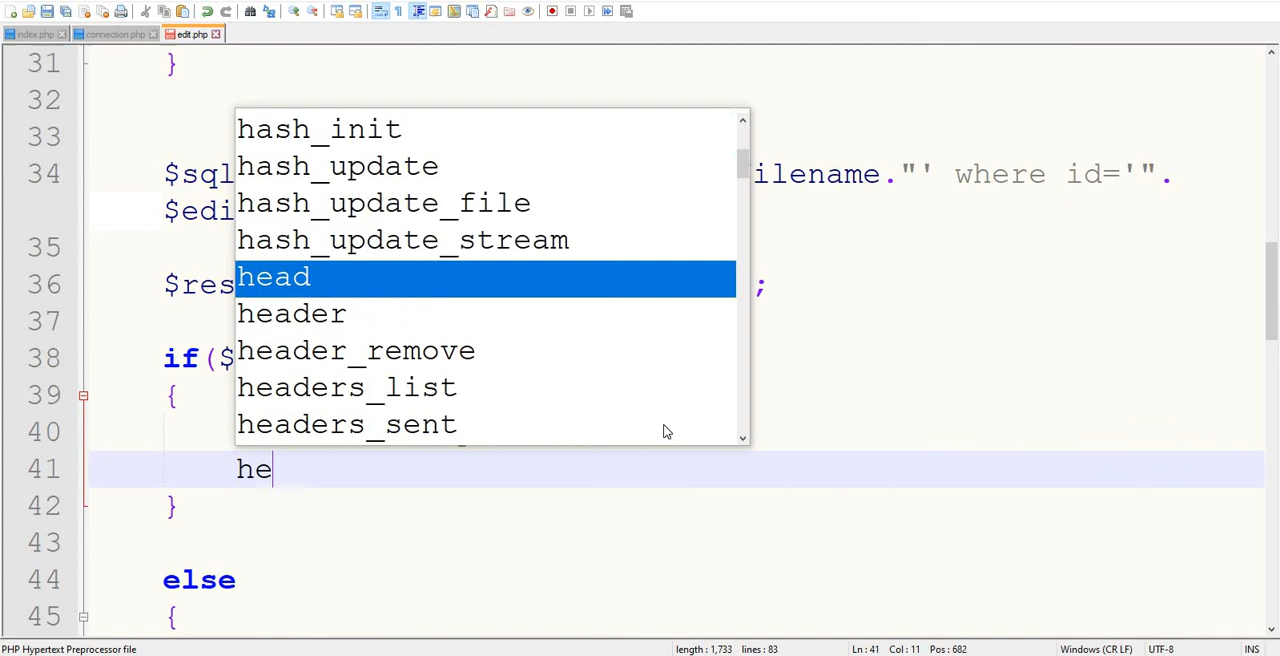 index.php connection.php edit.php
31 }
32
33
34 $sql ilename."' where id='".
$edi
35
36 $res ;
37
38 if($
39 {
40
41 he
42 }
43
44 else
45 {
hash_init
hash_update
hash_update_file
hash_update_stream
head
header
header_remove
headers_list
headers_sent
PHP Hypertext Preprocessor file length : 1,733 lines : 83 Ln : 41 Col : 11 Pos : 682 Windows (CR LF) UTF-8 INS